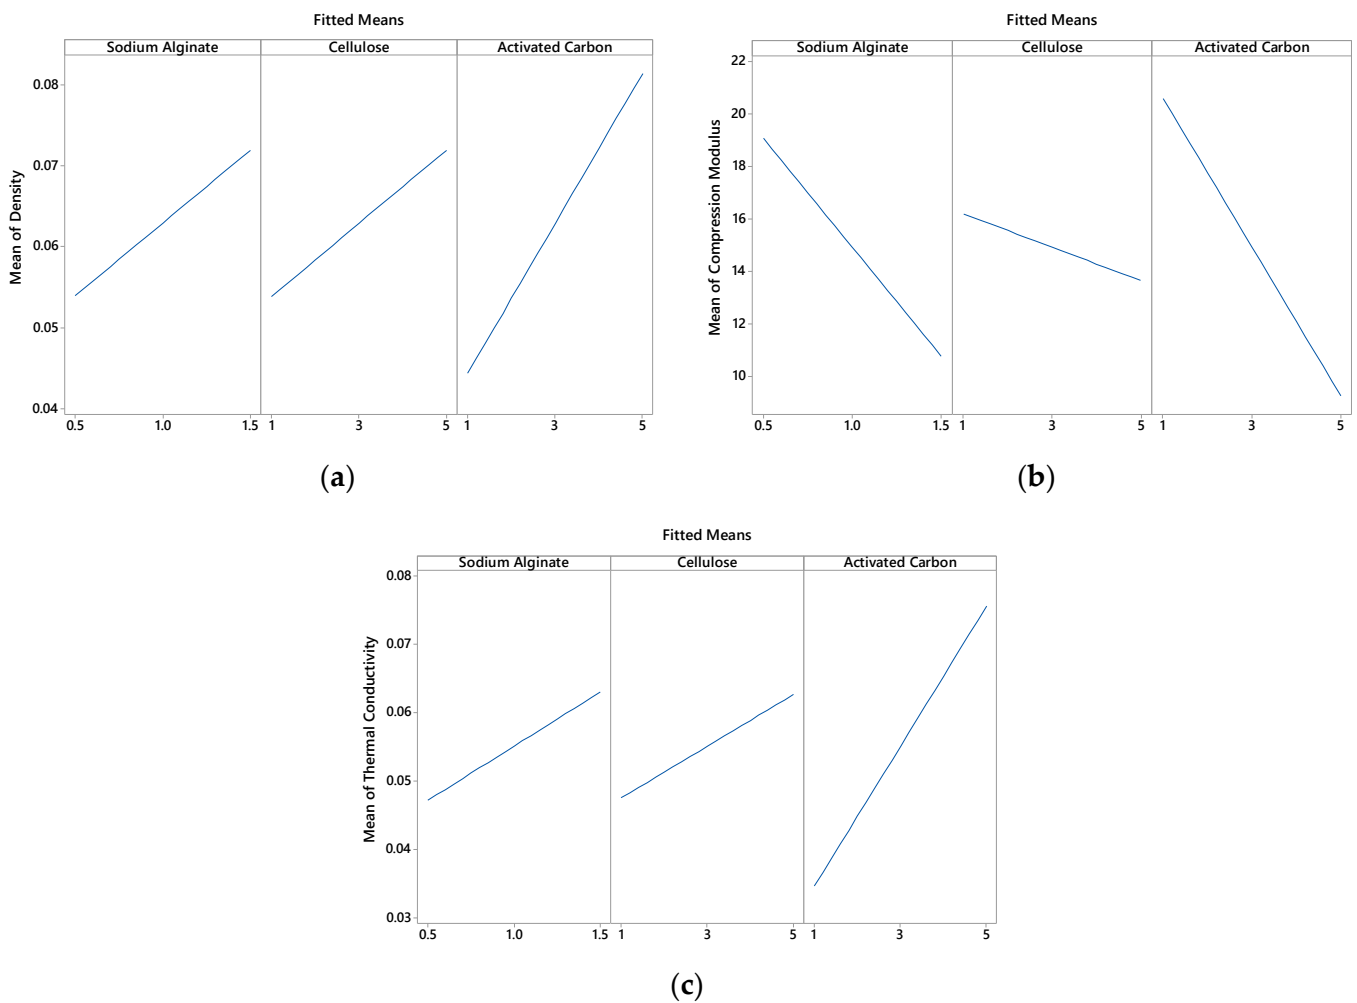 Fitted Means
Sodium Alginate Cellulose Activated Carbon
Mean of Density
0.08
0.07
0.06
0.05
0.04
0.5 1.0 1.5 1 3 5 1 3 5
(a)
Fitted Means
Sodium Alginate Cellulose Activated Carbon
Mean of Compression Modulus
22
20
18
16
14
12
10
0.5 1.0 1.5 1 3 5 1 3 5
(b)
Fitted Means
Sodium Alginate Cellulose Activated Carbon
Mean of Thermal Conductivity
0.08
0.07
0.06
0.05
0.04
0.03
0.5 1.0 1.5 1 3 5 1 3 5
(c)